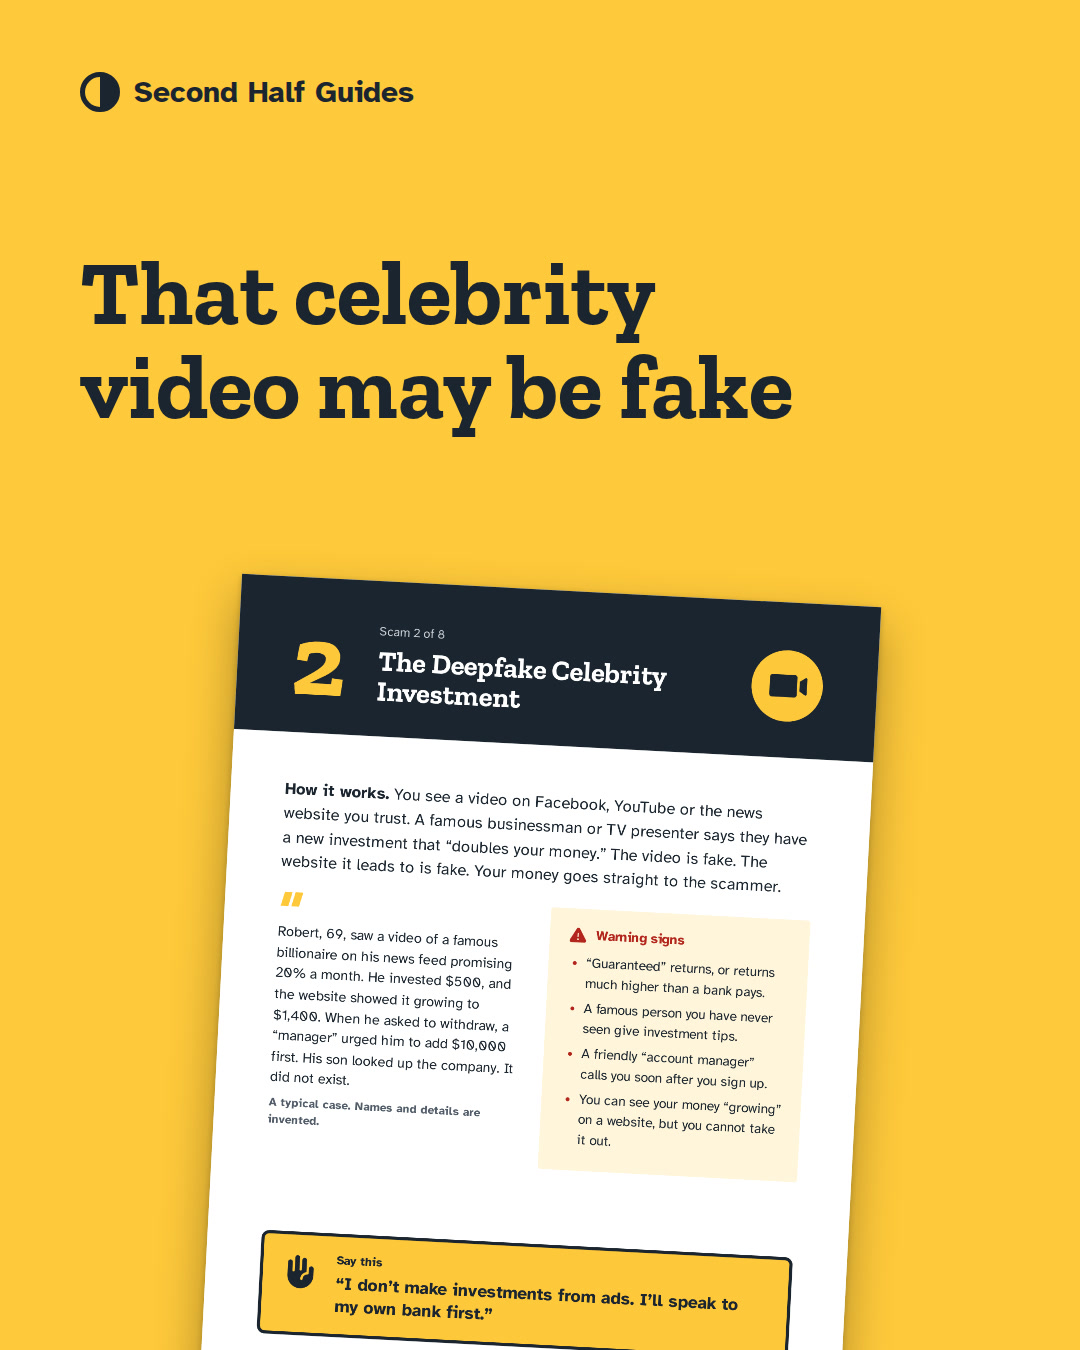 Second Half Guides
That celebrity
video may be fake
2
Scam 2 of 8
The Deepfake Celebrity
Investment
How it works. You see a video on Facebook, YouTube or the news
website you trust. A famous businessman or TV presenter says they have
a new investment that “doubles your money.” The video is fake. The
website it leads to is fake. Your money goes straight to the scammer.
Robert, 69, saw a video of a famous
billionaire on his news feed promising
20% a month. He invested $500, and
the website showed it growing to
$1,400. When he asked to withdraw, a
“manager” urged him to add $10,000
first. His son looked up the company. It
did not exist.
A typical case. Names and details are
invented.
Warning signs
• “Guaranteed” returns, or returns
much higher than a bank pays.
• A famous person you have never
seen give investment tips.
• A friendly “account manager”
calls you soon after you sign up.
• You can see your money “growing”
on a website, but you cannot take
it out.
Say this
“I don’t make investments from ads. I’ll speak to
my own bank first.”